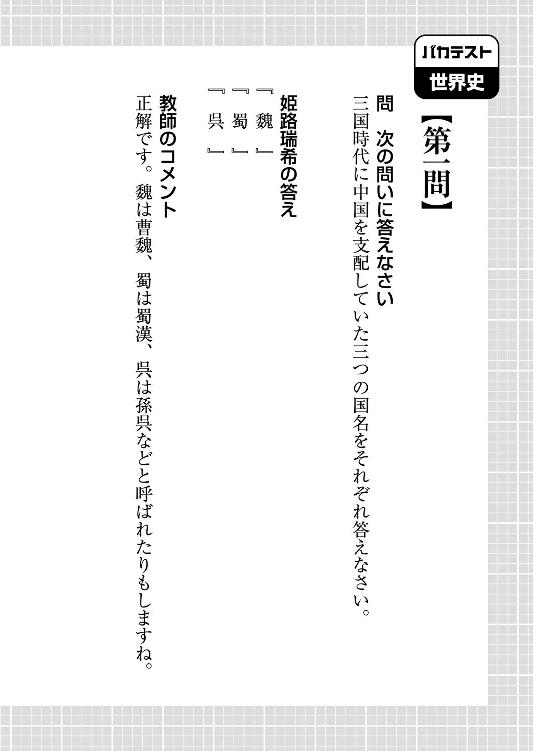 バカテスト
世界史
【第一問】
問 次の問いに答えなさい
三国時代に中国を支配していた三つの国名をそれぞれ答えなさい。
姫路瑞希の答え
『 魏 』
『 蜀 』
『 呉 』
教師のコメント
正解です。魏は曹魏、蜀は蜀漢、呉は孫呉などと呼ばれたりもしますね。